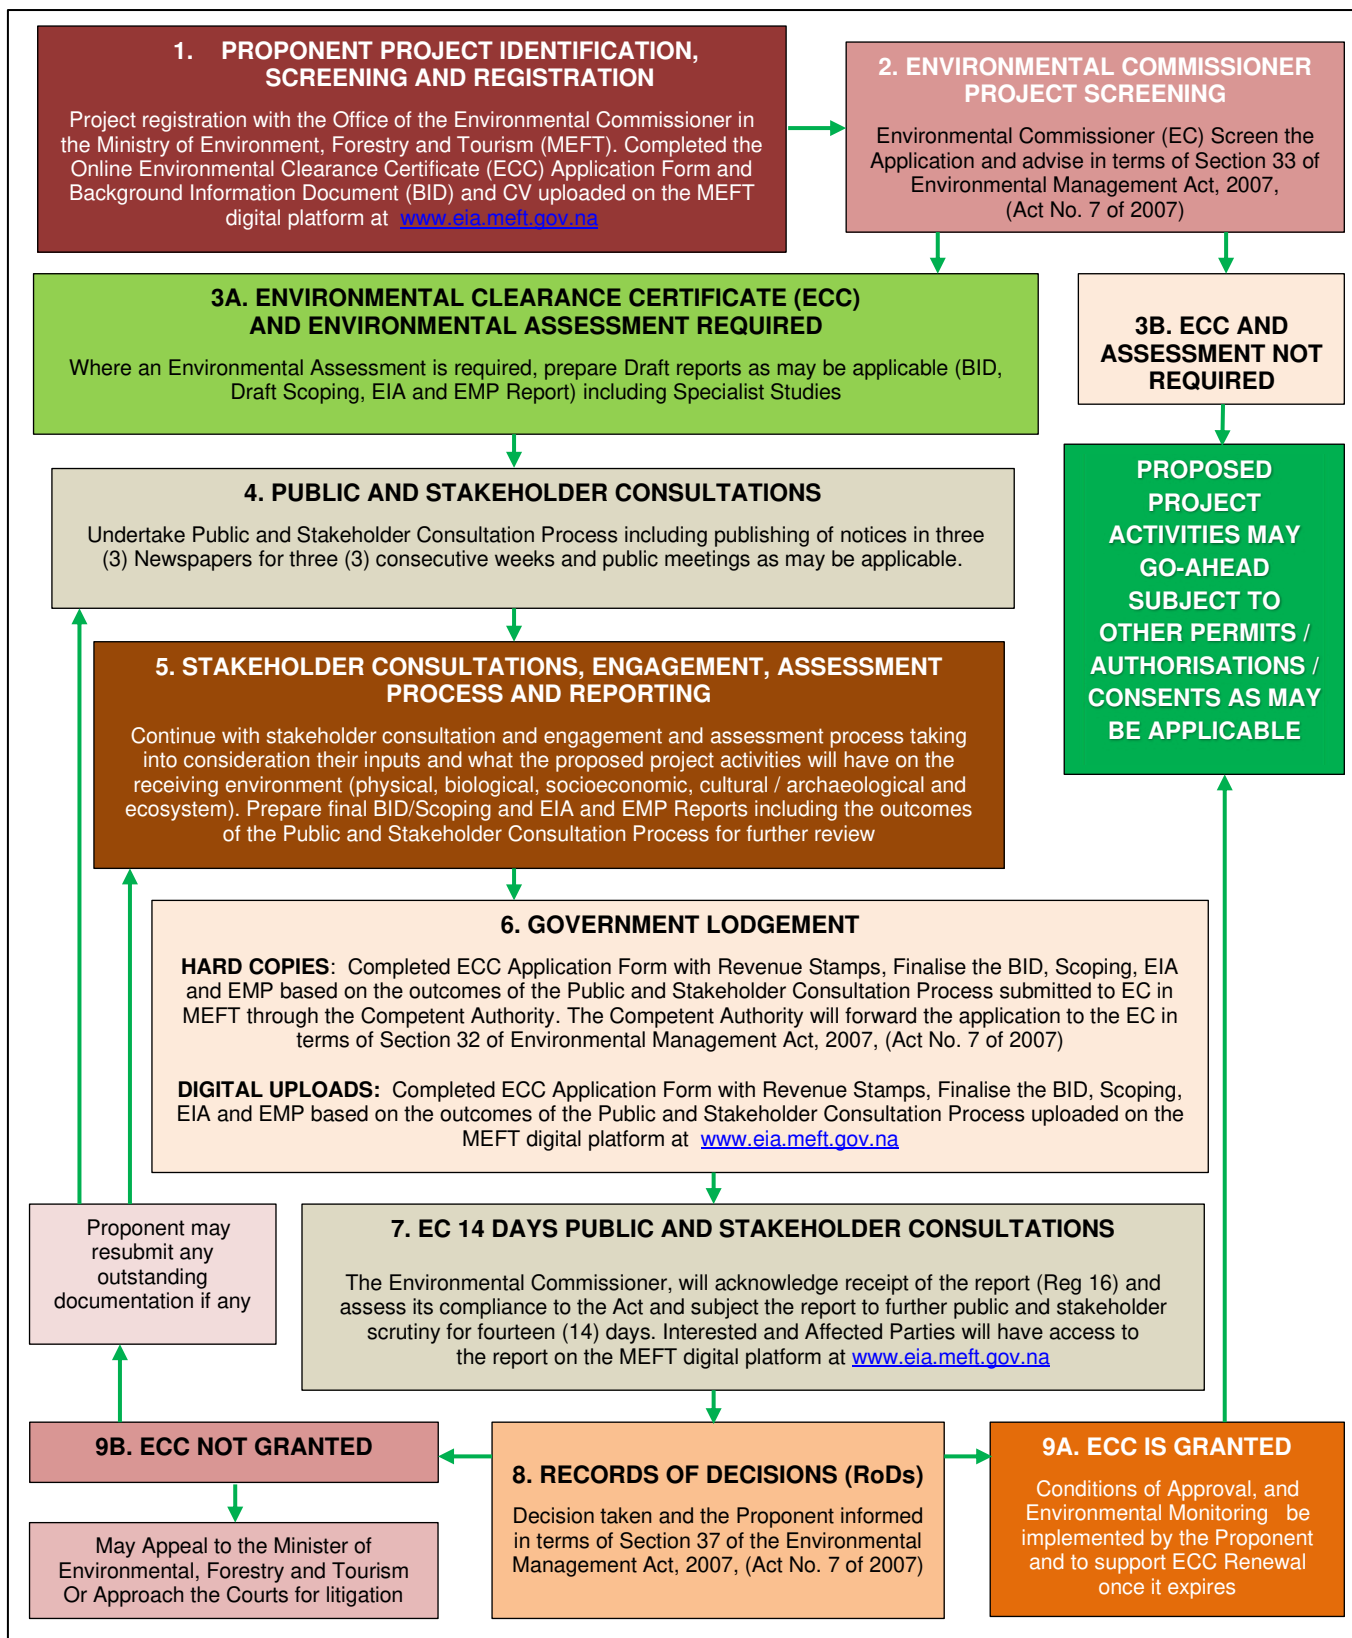 1. PROPONENT PROJECT IDENTIFICATION,
SCREENING AND REGISTRATION
Project registration with the Office of the Environmental Commissioner in
the Ministry of Environment, Forestry and Tourism (MEFT). Completed the
Online Environmental Clearance Certificate (ECC) Application Form and
Background Information Document (BID) and CV uploaded on the MEFT
digital platform at www.eia.meft.gov.na
2. ENVIRONMENTAL COMMISSIONER
PROJECT SCREENING
Environmental Commissioner (EC) Screen the
Application and advise in terms of Section 33 of
Environmental Management Act, 2007,
(Act No. 7 of 2007)
3A. ENVIRONMENTAL CLEARANCE CERTIFICATE (ECC)
AND ENVIRONMENTAL ASSESSMENT REQUIRED
Where an Environmental Assessment is required, prepare Draft reports as may be applicable (BID,
Draft Scoping, EIA and EMP Report) including Specialist Studies
3B. ECC AND
ASSESSMENT NOT
REQUIRED
PROPOSED
PROJECT
ACTIVITIES MAY
GO-AHEAD
SUBJECT TO
OTHER PERMITS /
AUTHORISATIONS /
CONSENTS AS MAY
BE APPLICABLE
4. PUBLIC AND STAKEHOLDER CONSULTATIONS
Undertake Public and Stakeholder Consultation Process including publishing of notices in three
(3) Newspapers for three (3) consecutive weeks and public meetings as may be applicable.
5. STAKEHOLDER CONSULTATIONS, ENGAGEMENT, ASSESSMENT
PROCESS AND REPORTING
Continue with stakeholder consultation and engagement and assessment process taking
into consideration their inputs and what the proposed project activities will have on the
receiving environment (physical, biological, socioeconomic, cultural / archaeological and
ecosystem). Prepare final BID/Scoping and EIA and EMP Reports including the outcomes
of the Public and Stakeholder Consultation Process for further review
6. GOVERNMENT LODGEMENT
HARD COPIES: Completed ECC Application Form with Revenue Stamps, Finalise the BID, Scoping, EIA
and EMP based on the outcomes of the Public and Stakeholder Consultation Process submitted to EC in
MEFT through the Competent Authority. The Competent Authority will forward the application to the EC in
terms of Section 32 of Environmental Management Act, 2007, (Act No. 7 of 2007)
DIGITAL UPLOADS: Completed ECC Application Form with Revenue Stamps, Finalise the BID, Scoping,
EIA and EMP based on the outcomes of the Public and Stakeholder Consultation Process uploaded on the
MEFT digital platform at www.eia.meft.gov.na
Proponent may
resubmit any
outstanding
documentation if any
7. EC 14 DAYS PUBLIC AND STAKEHOLDER CONSULTATIONS
The Environmental Commissioner, will acknowledge receipt of the report (Reg 16) and
assess its compliance to the Act and subject the report to further public and stakeholder
scrutiny for fourteen (14) days. Interested and Affected Parties will have access to
the report on the MEFT digital platform at www.eia.meft.gov.na
9B. ECC NOT GRANTED
May Appeal to the Minister of
Environmental, Forestry and Tourism
Or Approach the Courts for litigation
8. RECORDS OF DECISIONS (RoDs)
Decision taken and the Proponent informed
in terms of Section 37 of the Environmental
Management Act, 2007, (Act No. 7 of 2007)
9A. ECC IS GRANTED
Conditions of Approval, and
Environmental Monitoring be
implemented by the Proponent
and to support ECC Renewal
once it expires